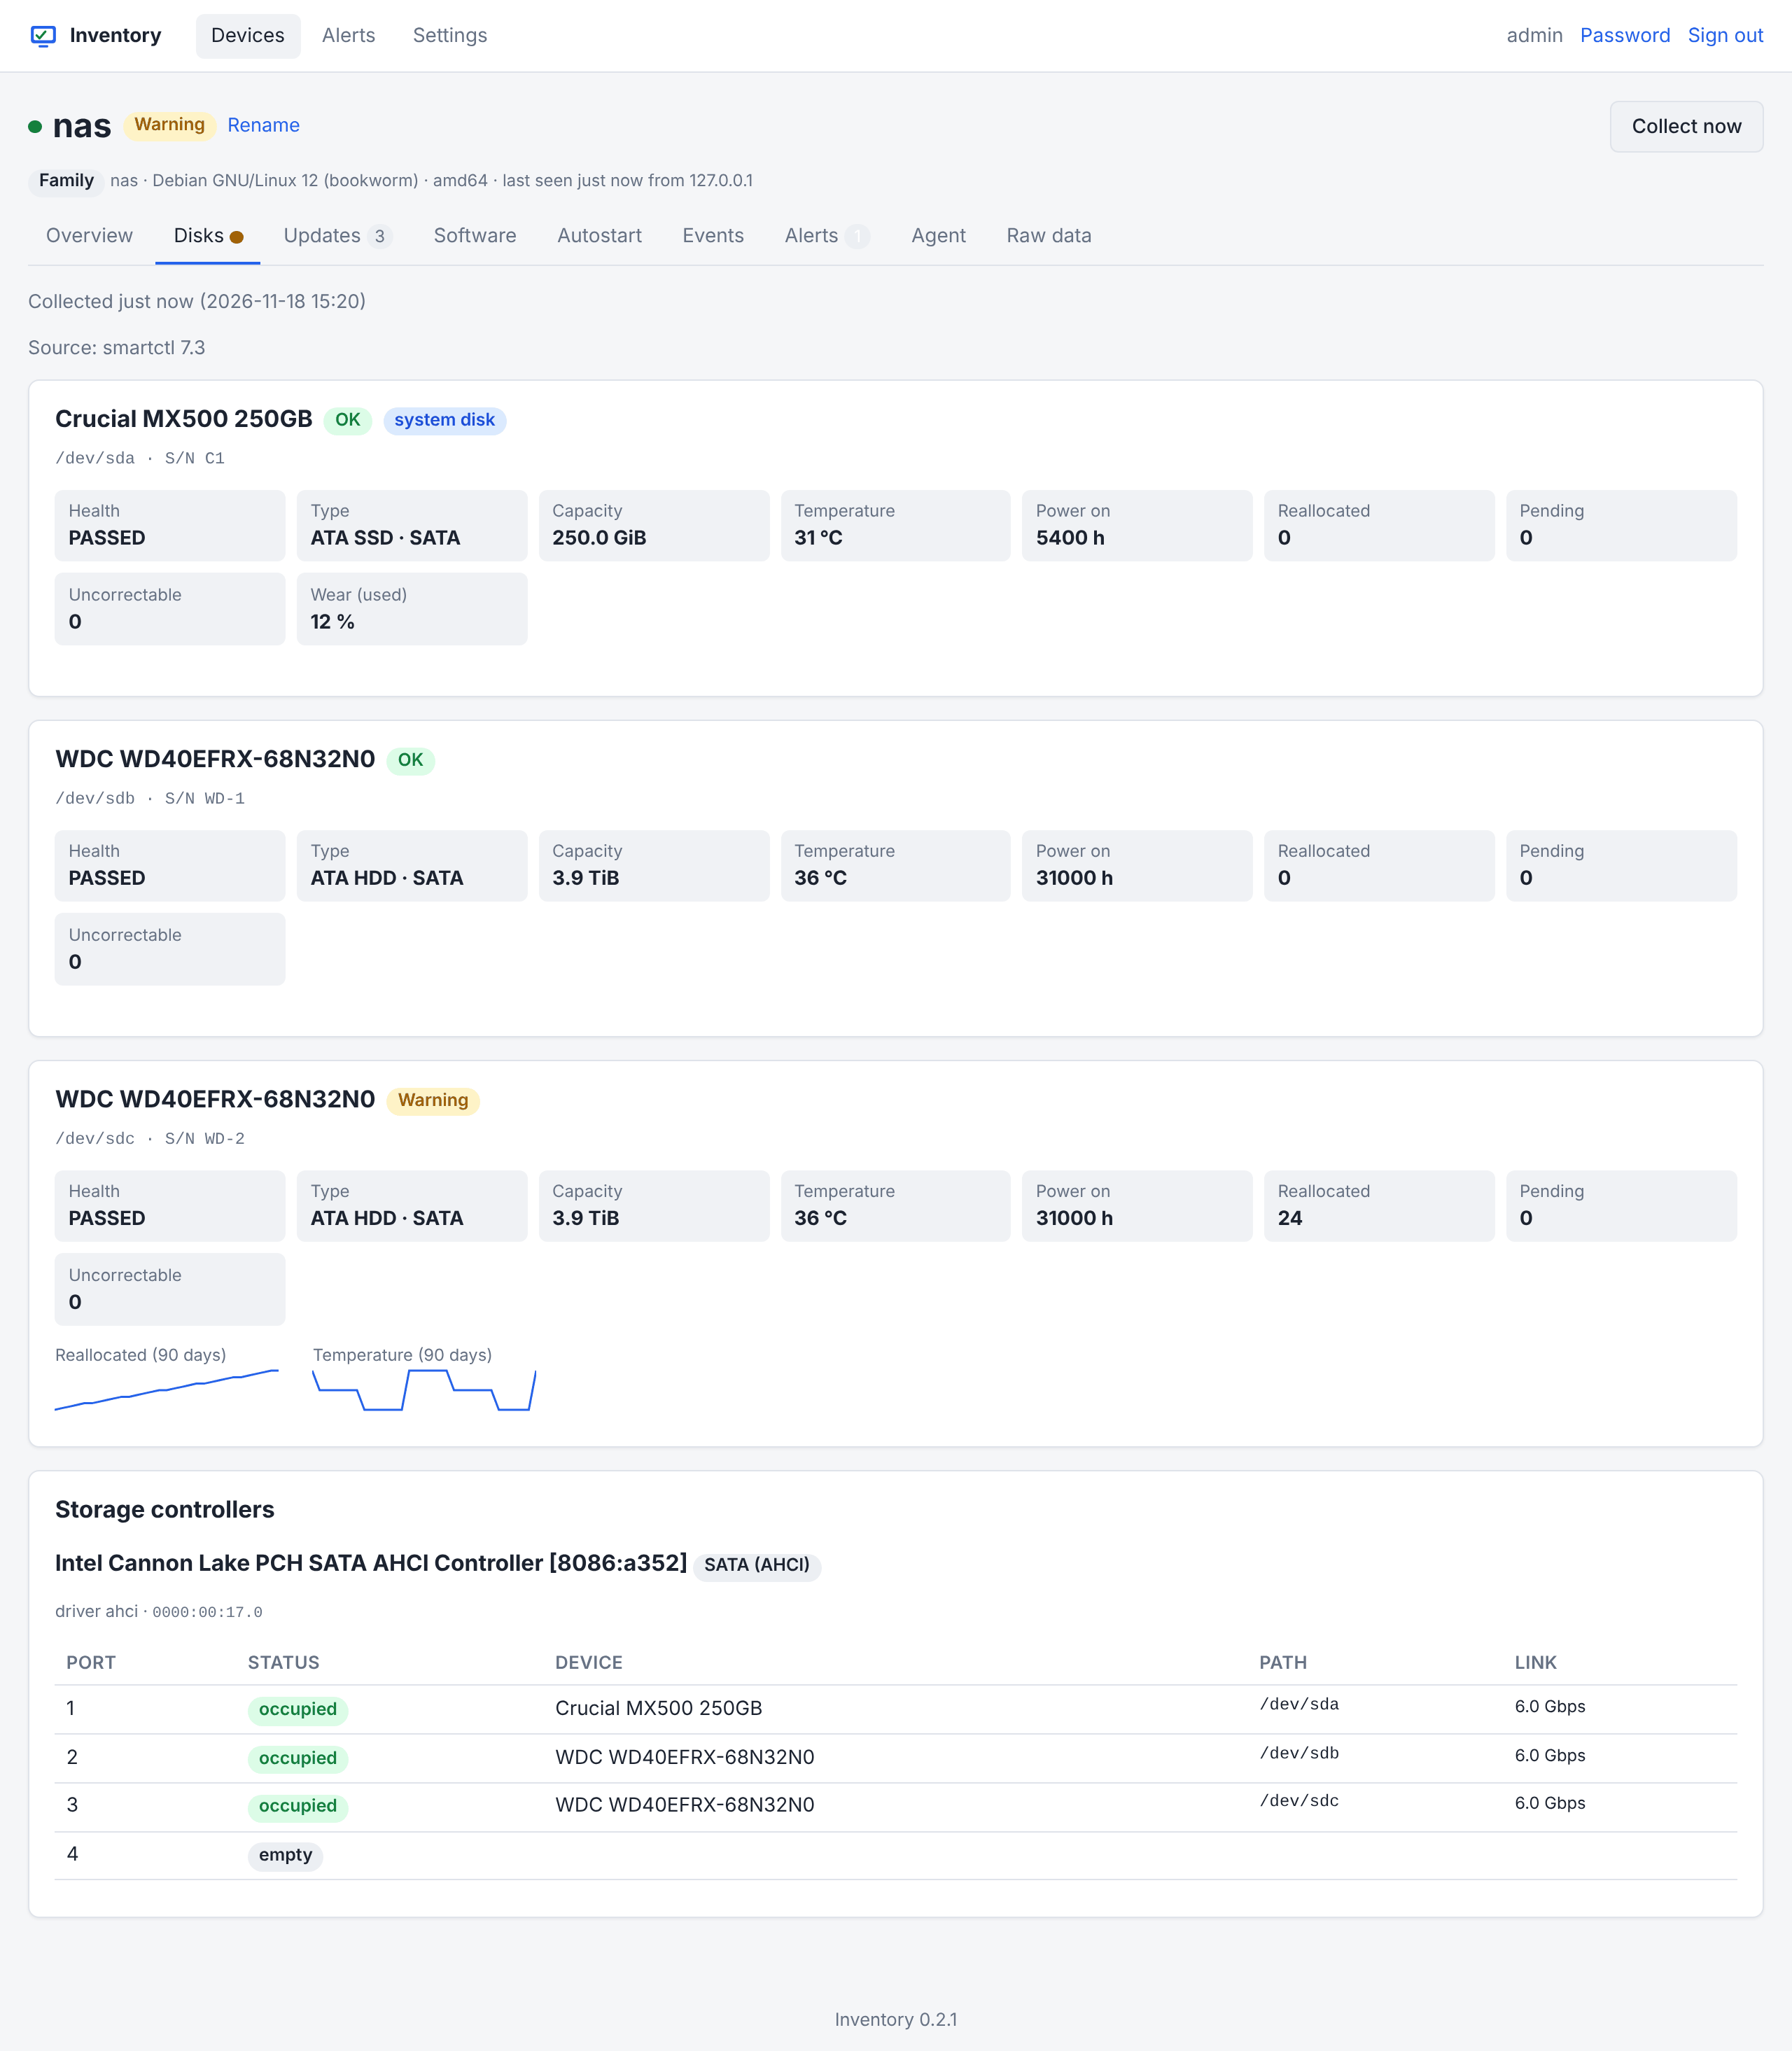 Inventory Devices Alerts Settings admin Password Sign out
nas Warning Rename Collect now
Family nas · Debian GNU/Linux 12 (bookworm) · amd64 · last seen just now from 127.0.0.1
Overview Disks Updates 3 Software Autostart Events Alerts 1 Agent Raw data
Collected just now (2026-11-18 15:20)
Source: smartctl 7.3
Crucial MX500 250GB OK system disk
/dev/sda · S/N C1
Health Type Capacity Temperature Power on Reallocated Pending
PASSED ATA SSD · SATA 250.0 GiB 31 °C 5400 h 0 0
Uncorrectable Wear (used)
0 12 %
WDC WD40EFRX-68N32N0 OK
/dev/sdb · S/N WD-1
Health Type Capacity Temperature Power on Reallocated Pending
PASSED ATA HDD · SATA 3.9 TiB 36 °C 31000 h 0 0
Uncorrectable
0
WDC WD40EFRX-68N32N0 Warning
/dev/sdc · S/N WD-2
Health Type Capacity Temperature Power on Reallocated Pending
PASSED ATA HDD · SATA 3.9 TiB 36 °C 31000 h 24 0
Uncorrectable
0
Reallocated (90 days) Temperature (90 days)
Storage controllers
Intel Cannon Lake PCH SATA AHCI Controller [8086:a352] SATA (AHCI)
driver ahci · 0000:00:17.0
PORT STATUS DEVICE PATH LINK
1 occupied Crucial MX500 250GB /dev/sda 6.0 Gbps
2 occupied WDC WD40EFRX-68N32N0 /dev/sdb 6.0 Gbps
3 occupied WDC WD40EFRX-68N32N0 /dev/sdc 6.0 Gbps
4 empty
Inventory 0.2.1